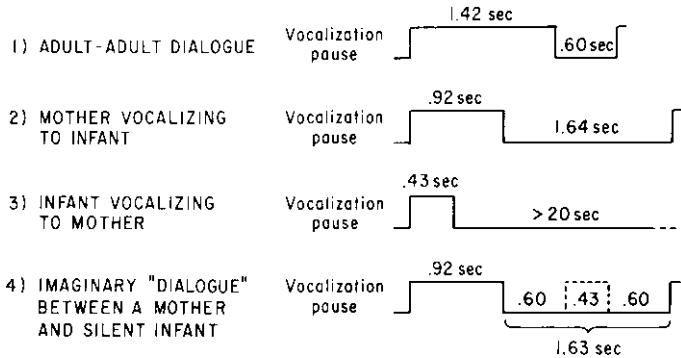 1.42 sec
1) ADULT-ADULT DIALOGUE Vocalization .60 sec
pause
.92 sec
2) MOTHER VOCALIZING Vocalization
TO INFANT pause 1.64 sec
.43 sec
3) INFANT VOCALIZING Vocalization
TO MOTHER pause > 20 sec
.92 sec
4) IMAGINARY "DIALOGUE" Vocalization
BETWEEN A MOTHER pause .60 .43 .60
AND SILENT INFANT
1.63 sec